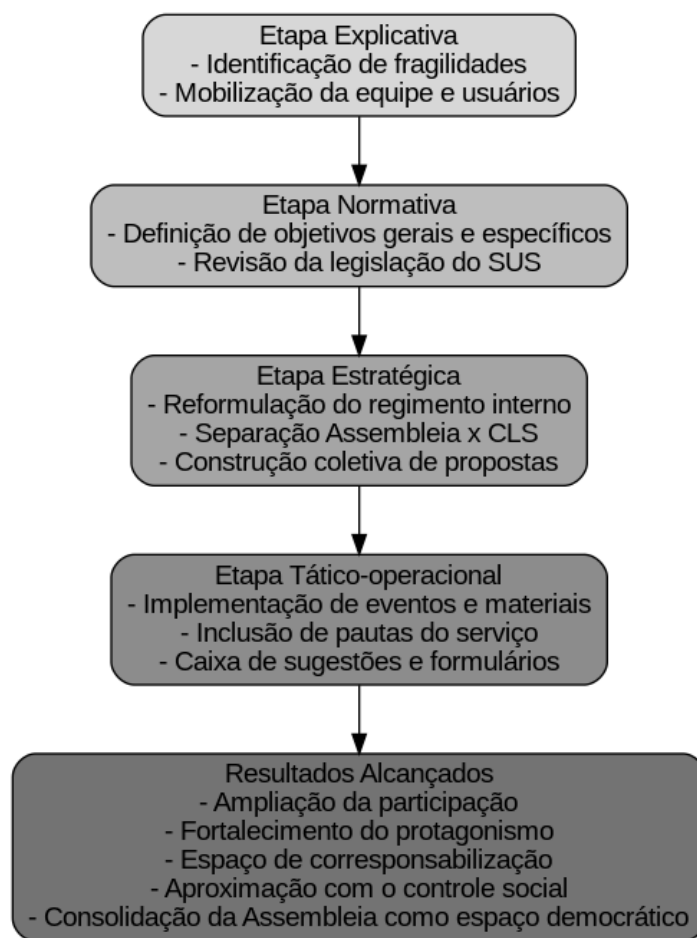 Etapa Explicativa
- Identificação de fragilidades
- Mobilização da equipe e usuários
Etapa Normativa
- Definição de objetivos gerais e específicos
- Revisão da legislação do SUS
Etapa Estratégica
- Reformulação do regimento interno
- Separação Assembleia x CLS
- Construção coletiva de propostas
Etapa Tático-operacional
- Implementação de eventos e materiais
- Inclusão de pautas do serviço
- Caixa de sugestões e formulários
Resultados Alcançados
- Ampliação da participação
- Fortalecimento do protagonismo
- Espaço de corresponsabilização
- Aproximação com o controle social
- Consolidação da Assembleia como espaço democrático